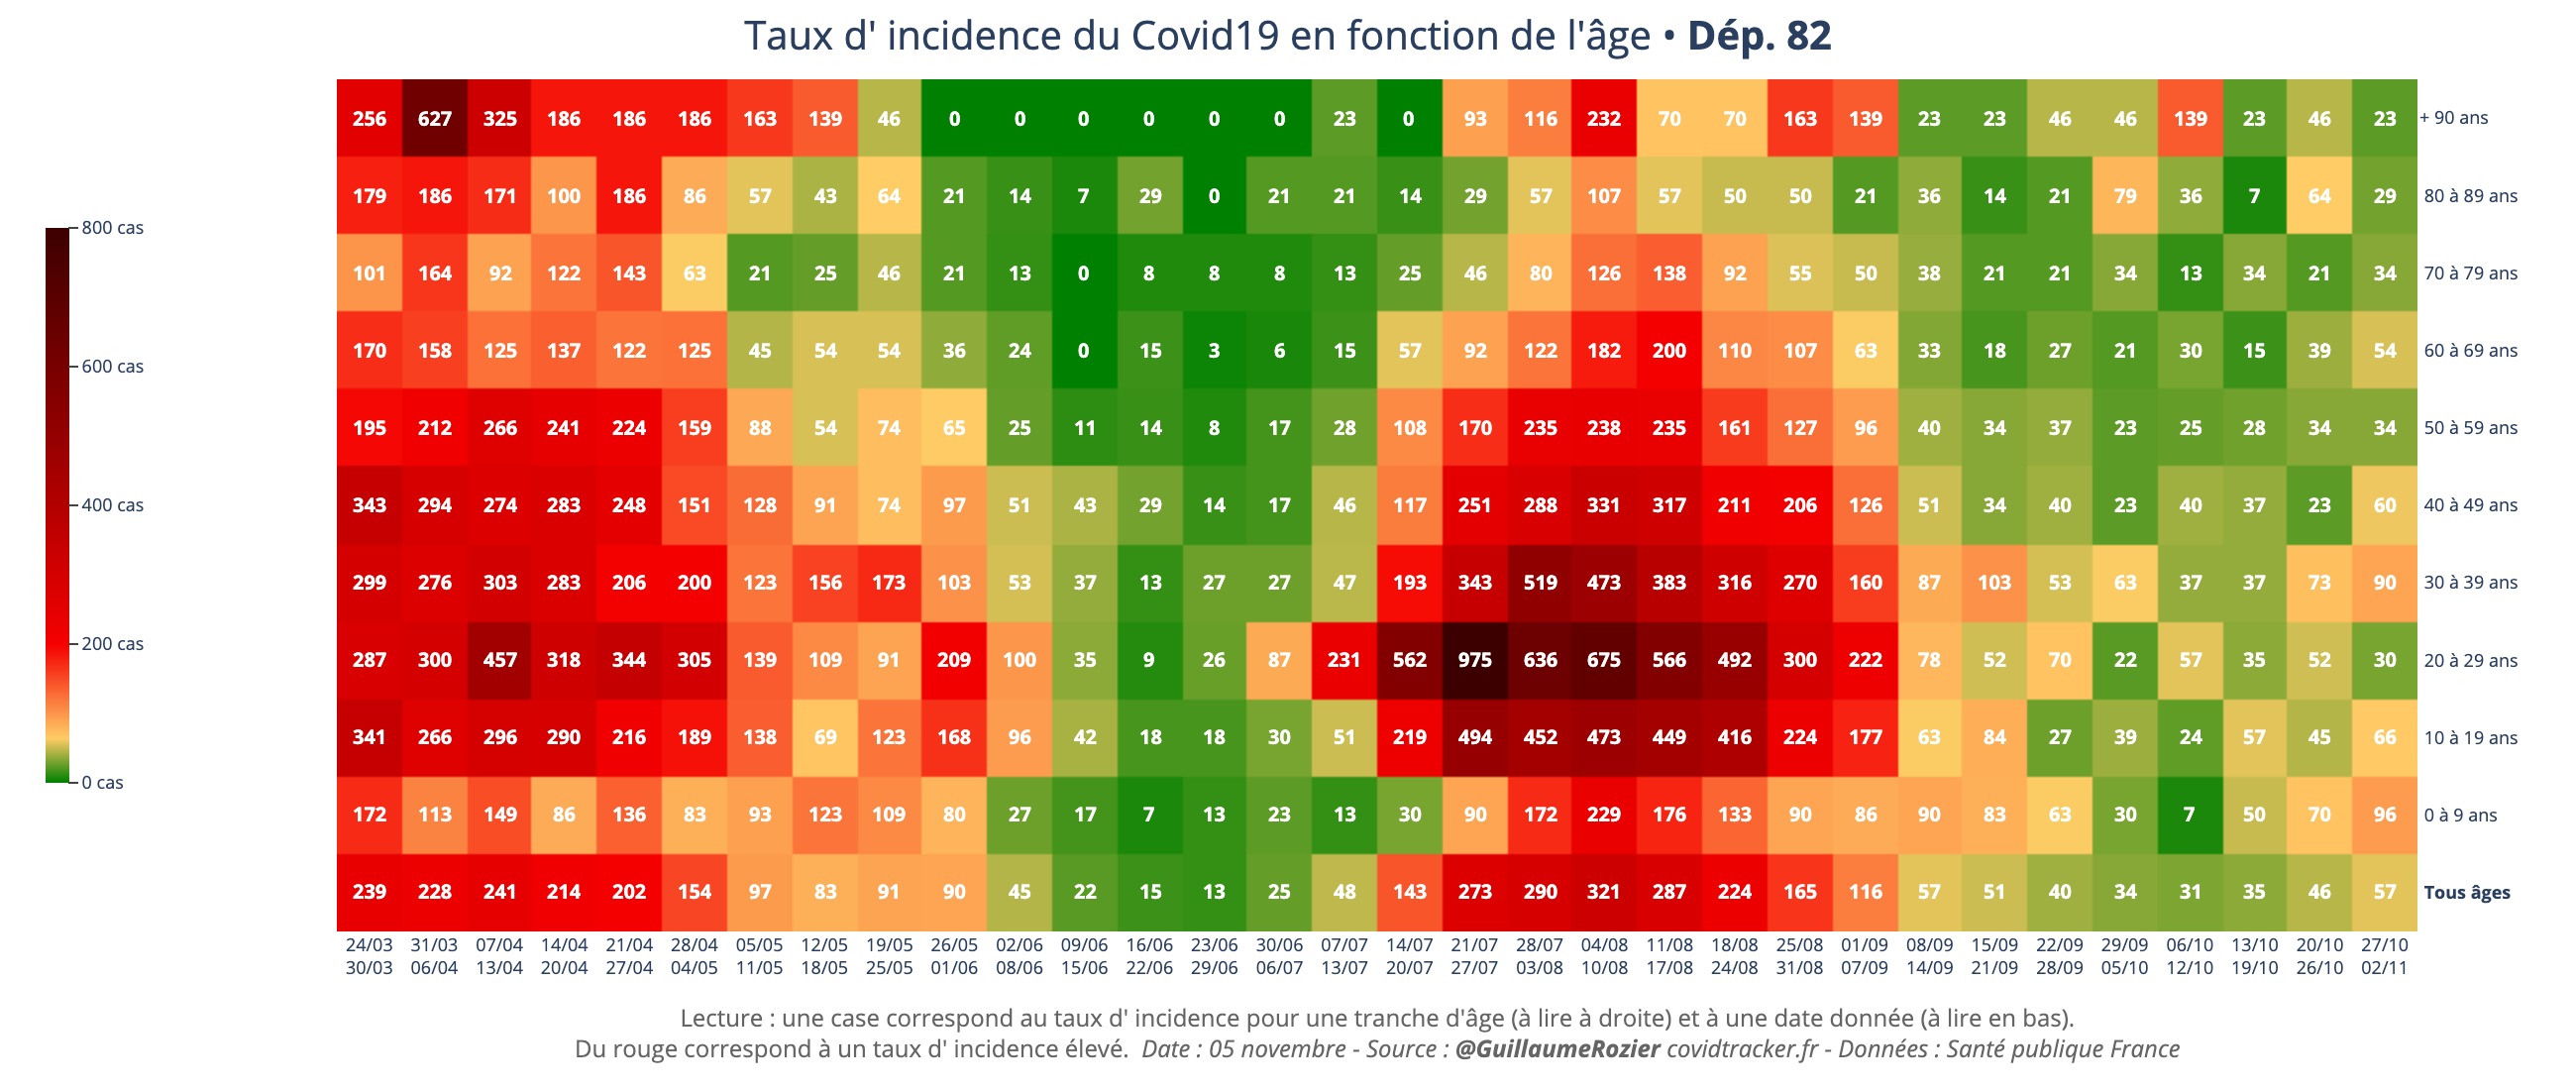 Taux d' incidence du Covid19 en fonction de l'âge • Dép. 82
800 cas
600 cas
400 cas
200 cas
0 cas
256 627 325 186 186 186 163 139 46 0 0 0 0 0 0 23 0 93 116 232 70 70 163 139 23 23 46 46 139 23 46 23 + 90 ans
179 186 171 100 186 86 57 43 64 21 14 7 29 0 21 21 14 29 57 107 57 50 50 21 36 14 21 79 36 7 64 29 80 à 89 ans
101 164 92 122 143 63 21 25 46 21 13 0 8 8 8 13 25 46 80 126 138 92 55 50 38 21 21 34 13 34 21 34 70 à 79 ans
170 158 125 137 122 125 45 54 54 36 24 0 15 3 6 15 57 92 122 182 200 110 107 63 33 18 27 21 30 15 39 54 60 à 69 ans
195 212 266 241 224 159 88 54 74 65 25 11 14 8 17 28 108 170 235 238 235 161 127 96 40 34 37 23 25 28 34 34 50 à 59 ans
343 294 274 283 248 151 128 91 74 97 51 43 29 14 17 46 117 251 288 331 317 211 206 126 51 34 40 23 40 37 23 60 40 à 49 ans
299 276 303 283 206 200 123 156 173 103 53 37 13 27 27 47 193 343 519 473 383 316 270 160 87 103 53 63 37 37 73 90 30 à 39 ans
287 300 457 318 344 305 139 109 91 209 100 35 9 26 87 231 562 975 636 675 566 492 300 222 78 52 70 22 57 35 52 30 20 à 29 ans
341 266 296 290 216 189 138 69 123 168 96 42 18 18 30 51 219 494 452 473 449 416 224 177 63 84 27 39 24 57 45 66 10 à 19 ans
172 113 149 86 136 83 93 123 109 80 27 17 7 13 23 13 30 90 172 229 176 133 90 86 90 83 63 30 7 50 70 96 0 à 9 ans
239 228 241 214 202 154 97 83 91 90 45 22 15 13 25 48 143 273 290 321 287 224 165 116 57 51 40 34 31 35 46 57 Tous âges
24/03 31/03 07/04 14/04 21/04 28/04 05/05 12/05 19/05 26/05 02/06 09/06 16/06 23/06 30/06 07/07 14/07 21/07 28/07 04/08 11/08 18/08 25/08 01/09 08/09 15/09 22/09 29/09 06/10 13/10 20/10 27/10
30/03 06/04 13/04 20/04 27/04 04/05 11/05 18/05 25/05 01/06 08/06 15/06 22/06 29/06 06/07 13/07 20/07 27/07 03/08 10/08 17/08 24/08 31/08 07/09 14/09 21/09 28/09 05/10 12/10 19/10 26/10 02/11
Lecture : une case correspond au taux d' incidence pour une tranche d'âge (à lire à droite) et à une date donnée (à lire en bas).
Du rouge correspond à un taux d' incidence élevé. Date : 05 novembre - Source : @GuillaumeRozier covidtracker.fr - Données : Santé publique France